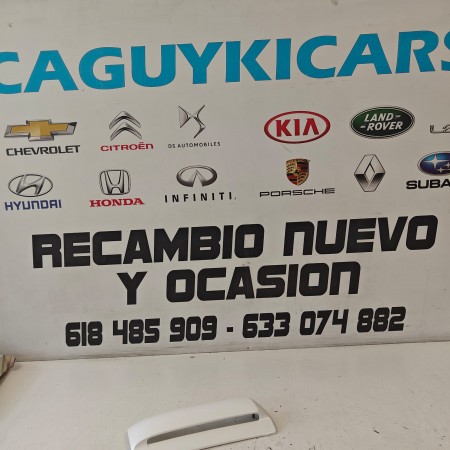 CAGUYKICARS
CHEVROLET
CITROËN
DS AUTOMOBILES
KIA
LAND-
ROVER
HYUNDAI
HONDA
INFINITI
PORSCHE
RENAULT
SUBA
RECAMBIO NUEVO
Y OCASION
618 485 909 - 633 074 882